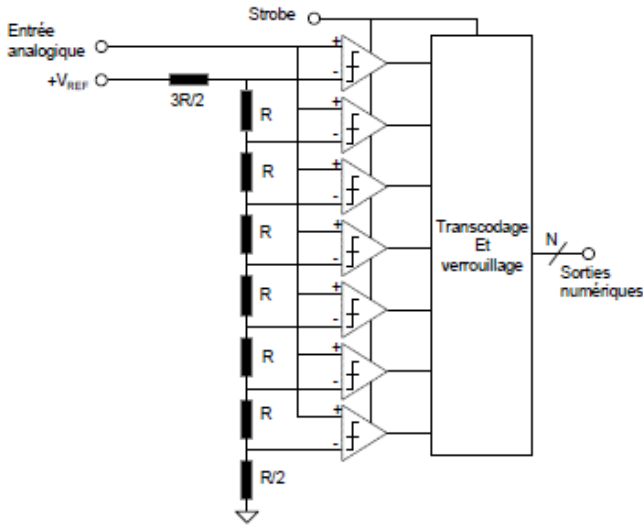 Strobe
Entrée
analogique
+VREF
3R/2
+
-
R
+
-
R
+
-
R
+
-
R
+
-
R
+
-
R
+
-
R/2
Transcodage
Et
verrouillage
N
Sorties
numériques